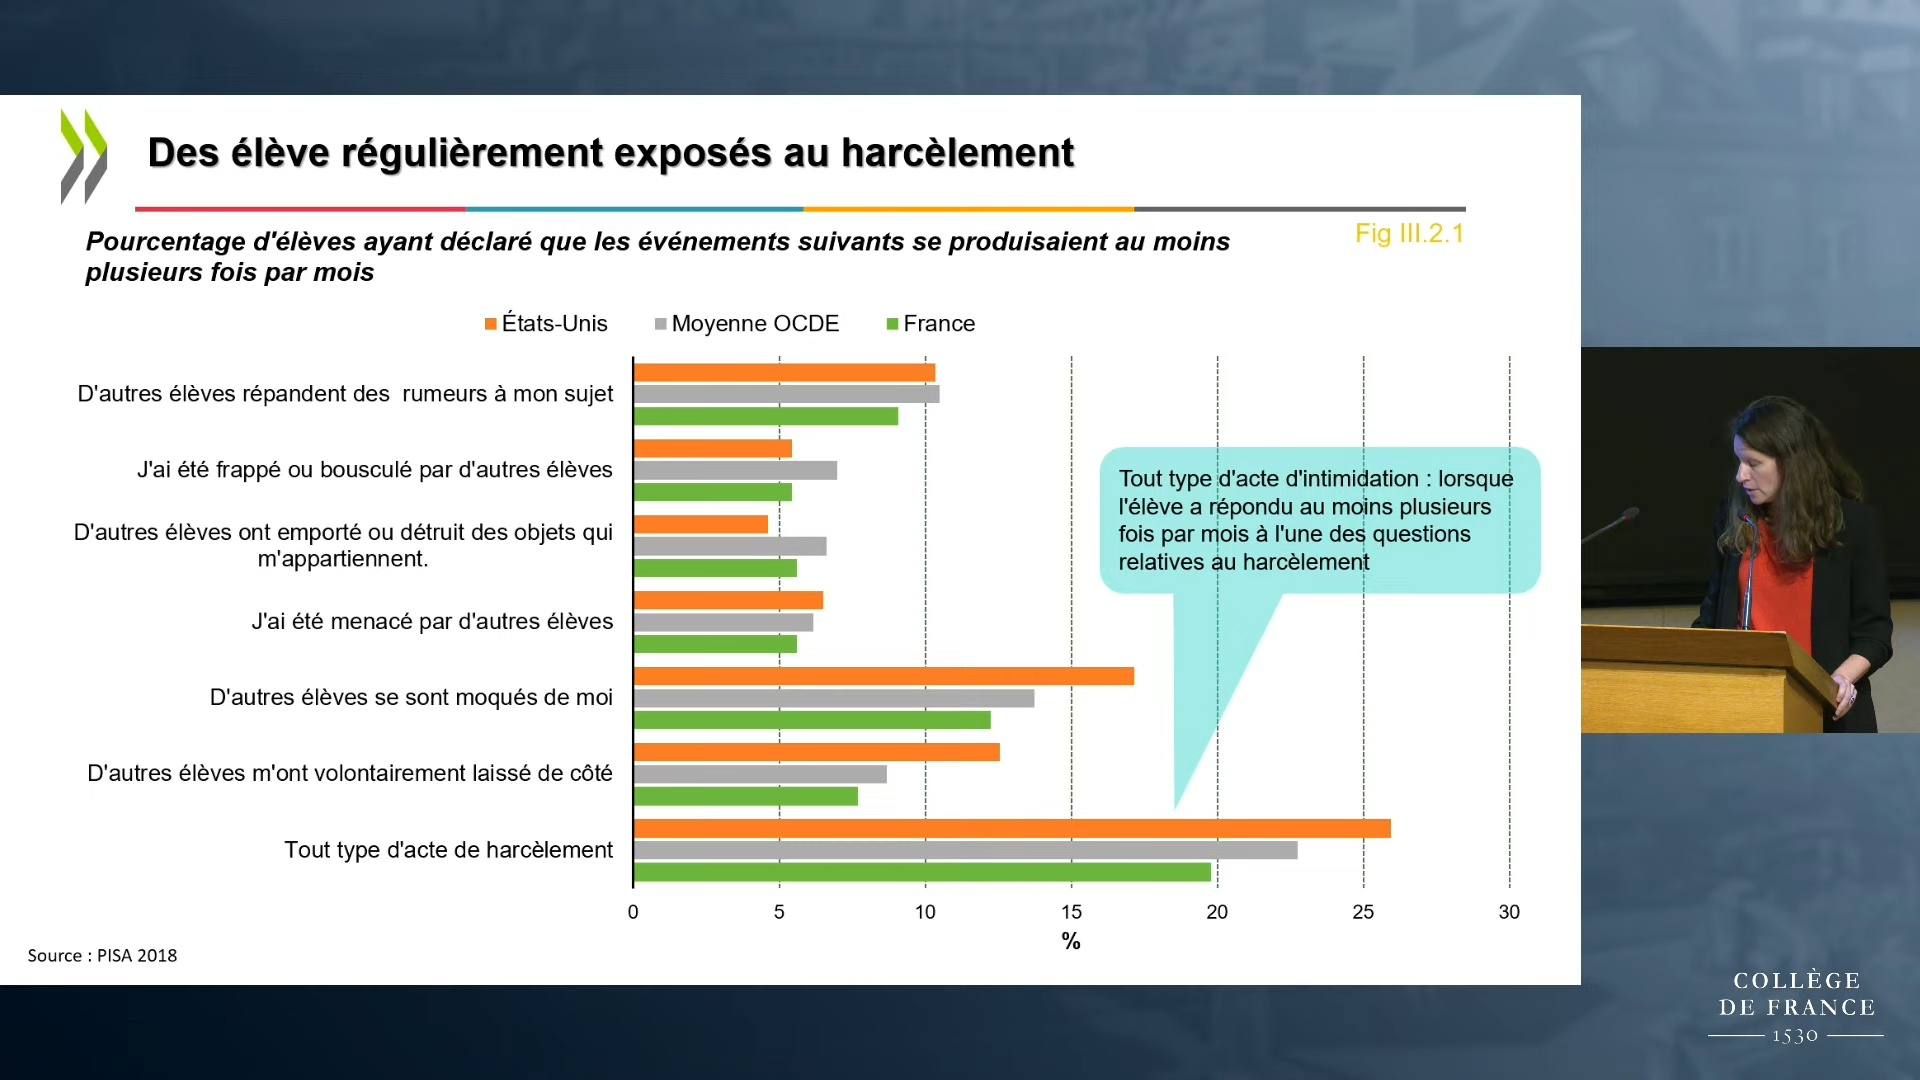 Des élève régulièrement exposés au harcèlement
Fig III.2.1
Pourcentage d'élèves ayant déclaré que les événements suivants se produisaient au moins
plusieurs fois par mois
États-Unis Moyenne OCDE France
D'autres élèves répandent des  rumeurs à mon sujet
J'ai été frappé ou bousculé par d'autres élèves
D'autres élèves ont emporté ou détruit des objets qui
m'appartiennent.
J'ai été menacé par d'autres élèves
D'autres élèves se sont moqués de moi
D'autres élèves m'ont volontairement laissé de côté
Tout type d'acte de harcèlement
Tout type d'acte d'intimidation : lorsque
l'élève a répondu au moins plusieurs
fois par mois à l'une des questions
relatives au harcèlement
0 5 10 15 20 25 30
%
Source : PISA 2018
COLLÈGE
DE FRANCE
1530